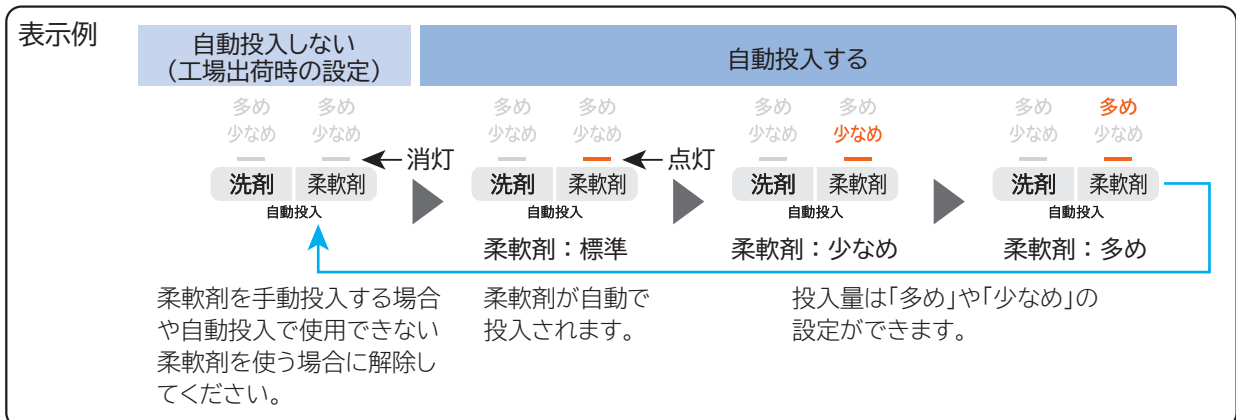 表示例
自動投入しない
(工場出荷時の設定)
自動投入する
多め 多め
少なめ 少なめ
消灯
洗剤 柔軟剤
自動投入
多め 多め
少なめ 少なめ
点灯
洗剤 柔軟剤
自動投入
柔軟剤:標準
多め 多め
少なめ 少なめ
洗剤 柔軟剤
自動投入
柔軟剤:少なめ
多め 多め
少なめ 少なめ
洗剤 柔軟剤
自動投入
柔軟剤:多め
柔軟剤を手動投入する場合
や自動投入で使用できない
柔軟剤を使う場合に解除し
てください。
柔軟剤が自動で
投入されます。
投入量は「多め」や「少なめ」の
設定ができます。